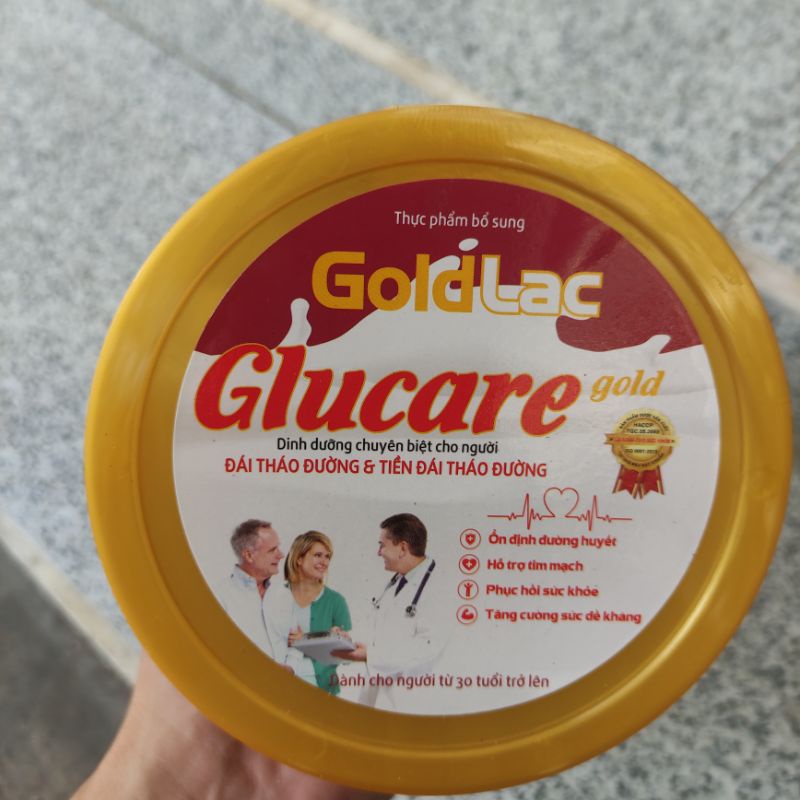 Thực phẩm bổ sung
GoldLac
Glucare gold
Dinh dưỡng chuyên biệt cho người
ĐÁI THÁO ĐƯỜNG & TIỀN ĐÁI THÁO ĐƯỜNG
HACCP
Ổn định đường huyết
Hỗ trợ tim mạch
Phục hồi sức khỏe
Tăng cường sức đề kháng
Dành cho người từ 30 tuổi trở lên